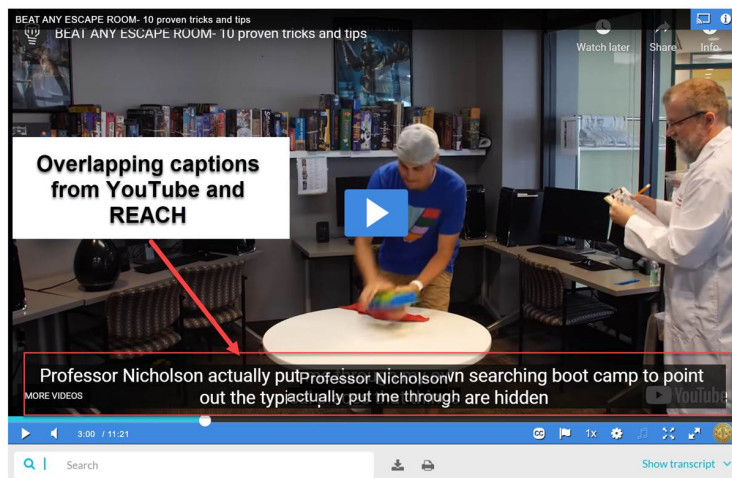 BEAT ANY ESCAPE ROOM- 10 proven tricks and tips
BEAT ANY ESCAPE ROOM- 10 proven tricks and tips
Watch later
Share
Info
Overlapping captions
from YouTube and
REACH
Professor Nicholson actually put
wn searching boot camp to point
Professor Nicholson
out the typi
are hidden
actually put me through
MORE VIDEOS
YouTube
3:00 / 11:21
CC
1x
Search
Show transcript